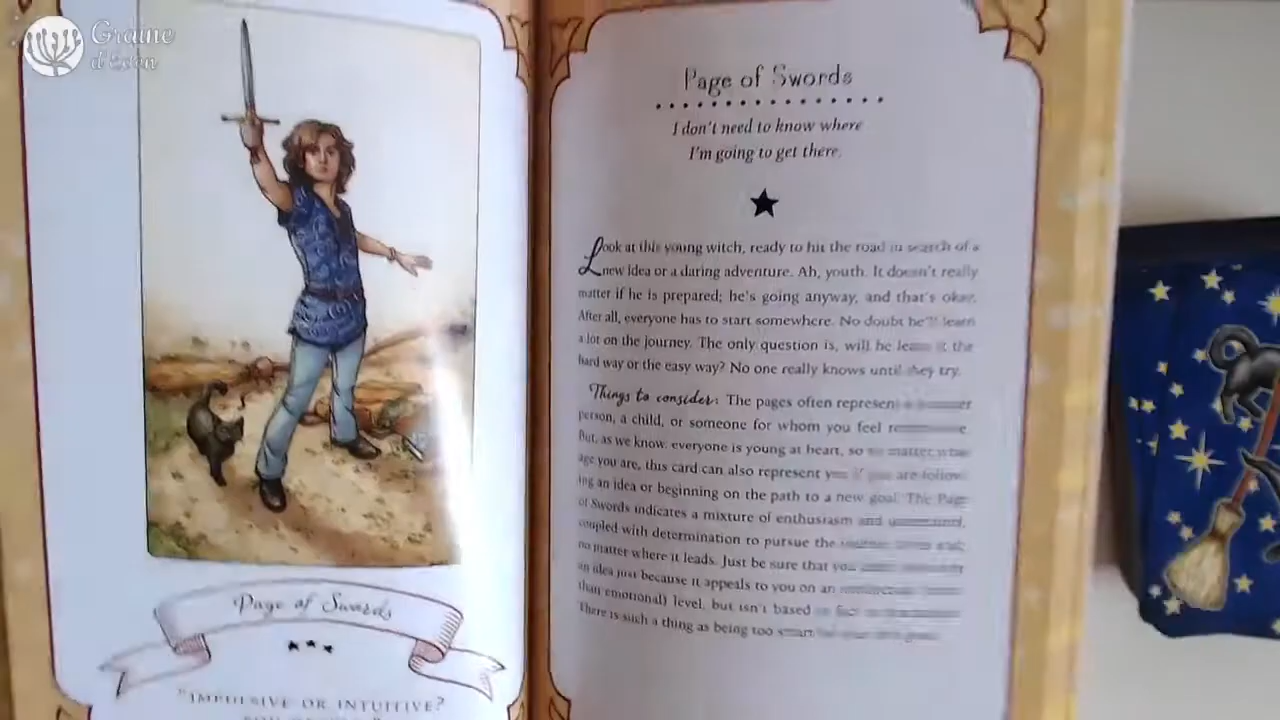 Graine
d'Eden
Page of Swords
"IMPULSIVE OR INTUITIVE?
Page of Swords
I don't need to know where
I'm going to get there.
Look at this young witch, ready to hit the road in search of a
new idea or a daring adventure. Ah, youth. It doesn't really
matter if he is prepared; he's going anyway, and that's okay.
After all, everyone has to start somewhere. No doubt he'll learn
a lot on the journey. The only question is, will he learn it the
hard way or the easy way? No one really knows until they try.
Things to consider: The pages often represent a
person, a child, or someone for whom you feel
But, as we know, everyone is young at heart, so no matter what
age you are, this card can also represent you if you are follow-
ing an idea or beginning on the path to a new goal. The Page
of Swords indicates a mixture of enthusiasm and
coupled with determination to pursue the
no matter where it leads. Just be sure that you
an idea just because it appeals to you on an
than emotional) level, but isn't based
There is such a thing as being too smart